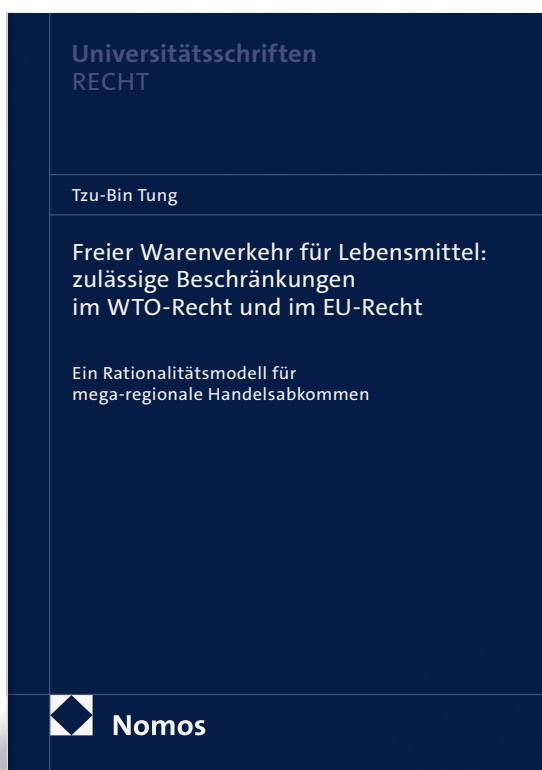 Universitätsschriften
RECHT
Tzu-Bin Tung
Freier Warenverkehr für Lebensmittel:
zulässige Beschränkungen
im WTO-Recht und im EU-Recht
Ein Rationalitätsmodell für
mega-regionale Handelsabkommen
Nomos